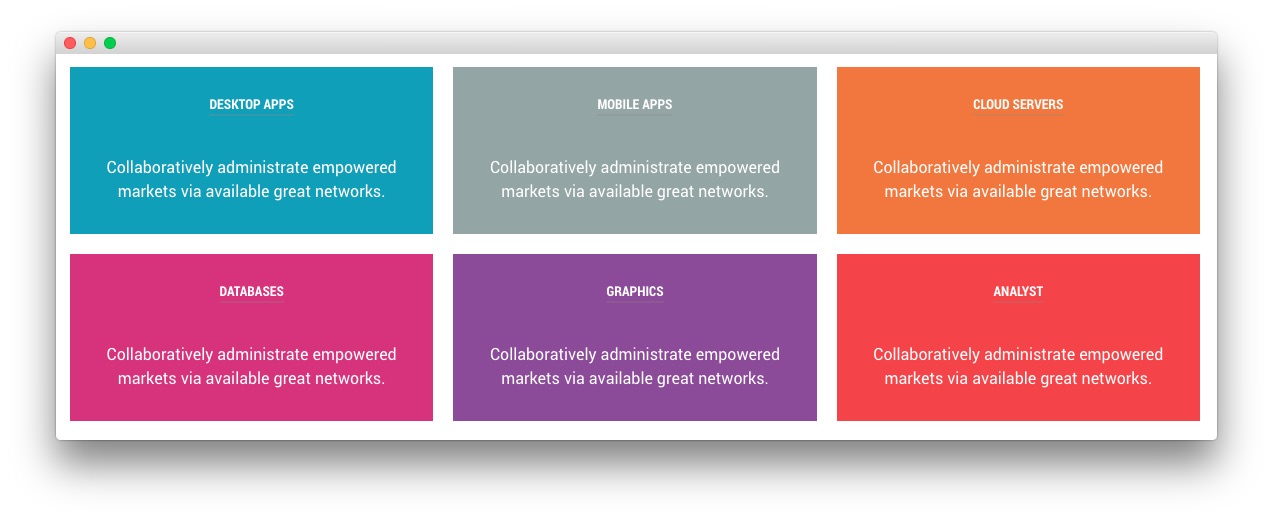 DESKTOP APPS
Collaboratively administrate empowered
markets via available great networks.
MOBILE APPS
Collaboratively administrate empowered
markets via available great networks.
CLOUD SERVERS
Collaboratively administrate empowered
markets via available great networks.
DATABASES
Collaboratively administrate empowered
markets via available great networks.
GRAPHICS
Collaboratively administrate empowered
markets via available great networks.
ANALYST
Collaboratively administrate empowered
markets via available great networks.